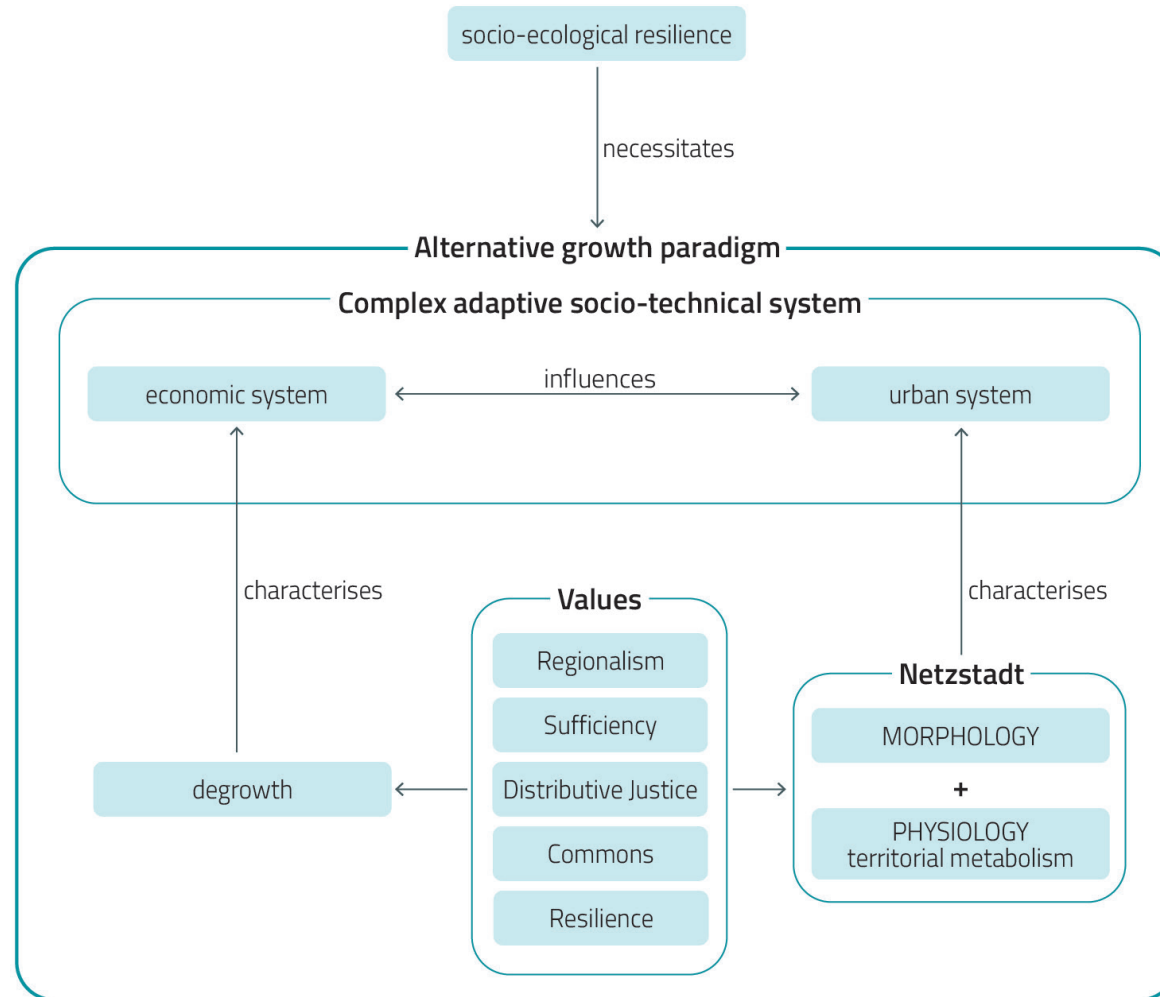 socio-ecological resilience
necessitates
Alternative growth paradigm
Complex adaptive socio-technical system
economic system
influences
urban system
characterises
characterises
Values
Regionalism
Sufficiency
Distributive Justice
Commons
Resilience
degrowth
Netzstadt
MORPHOLOGY
+
PHYSIOLOGY
territorial metabolism